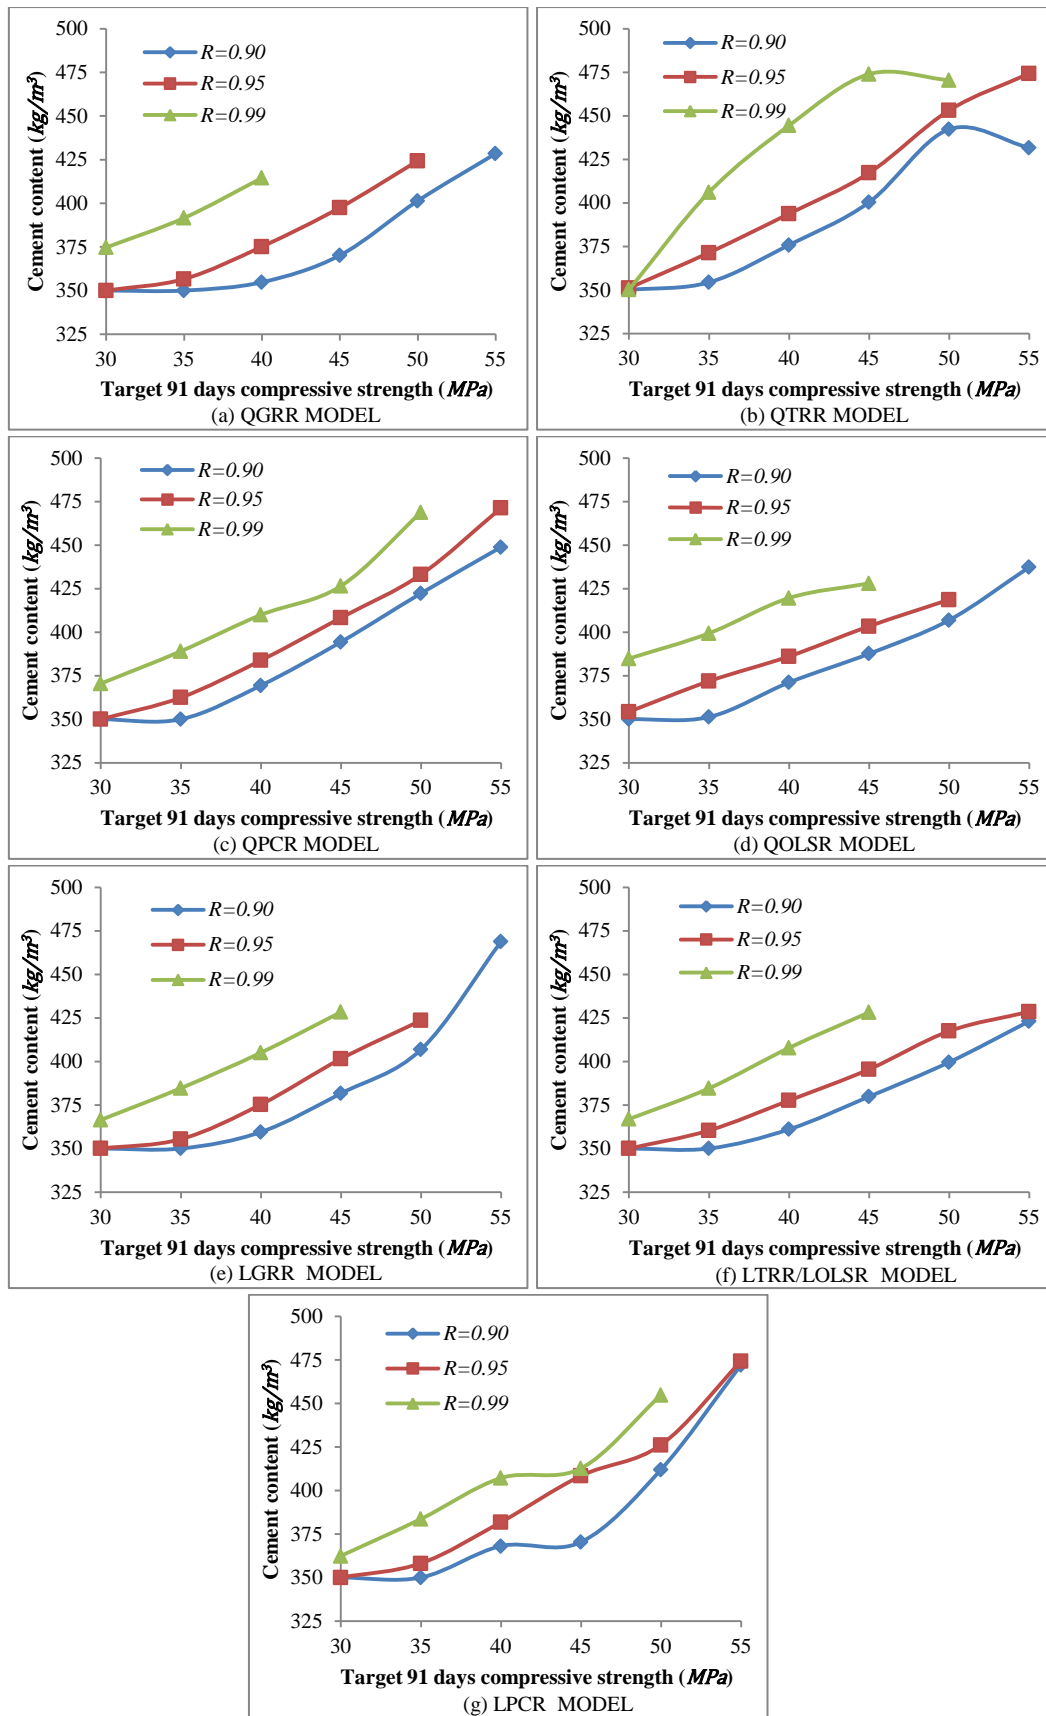 500
475
450
425
400
375
350
325
Cement content (kg/m³)
R=0.90
R=0.95
R=0.99
30 35 40 45 50 55
Target 91 days compressive strength (MPa)
(a) QGRR MODEL
500
475
450
425
400
375
350
325
Cement content (kg/m³)
R=0.90
R=0.95
R=0.99
30 35 40 45 50 55
Target 91 days compressive strength (MPa)
(b) QTRR MODEL
500
475
450
425
400
375
350
325
Cement content (kg/m³)
R=0.90
R=0.95
R=0.99
30 35 40 45 50 55
Target 91 days compressive strength (MPa)
(c) QPCR MODEL
500
475
450
425
400
375
350
325
Cement content (kg/m³)
R=0.90
R=0.95
R=0.99
30 35 40 45 50 55
Target 91 days compressive strength (MPa)
(d) QOLSR MODEL
500
475
450
425
400
375
350
325
Cement content (kg/m³)
R=0.90
R=0.95
R=0.99
30 35 40 45 50 55
Target 91 days compressive strength (MPa)
(e) LGRR MODEL
500
475
450
425
400
375
350
325
Cement content (kg/m³)
R=0.90
R=0.95
R=0.99
30 35 40 45 50 55
Target 91 days compressive strength (MPa)
(f) LTRR/LOLSR MODEL
500
475
450
425
400
375
350
325
Cement content (kg/m³)
R=0.90
R=0.95
R=0.99
30 35 40 45 50 55
Target 91 days compressive strength (MPa)
(g) LPCR MODEL